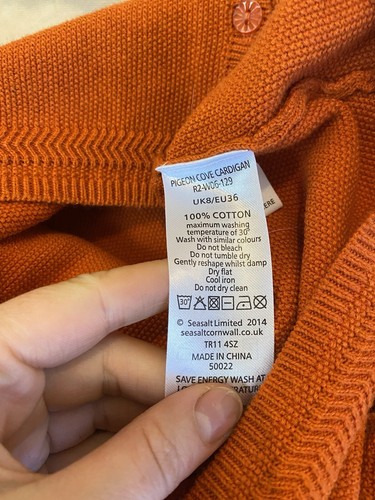 PIGEON COVE CARDIGAN
R2-W06-129
UK8/EU36
100% COTTON
maximum washing
temperature of 30°
Wash with similar colours
Do not bleach
Do not tumble dry
Gently reshape whilst damp
Dry flat
Cool iron
Do not dry clean
30°
© Seasalt Limited 2014
seasaltcornwall.co.uk
TR11 4SZ
MADE IN CHINA
50022
SAVE ENERGY WASH AT